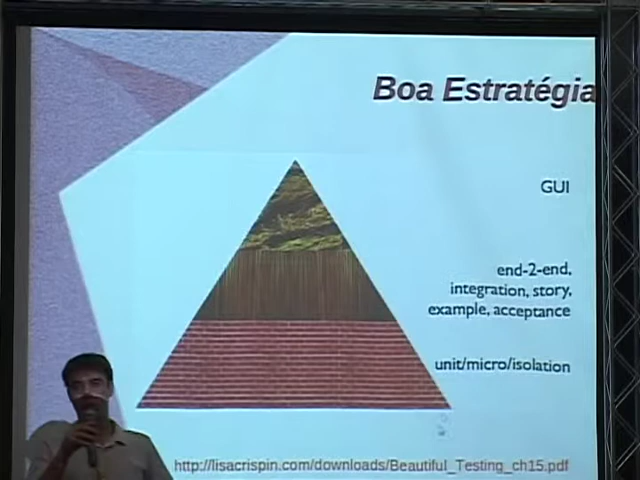 Boa Estratégia
GUI
end-2-end,
integration, story,
example, acceptance
unit/micro/isolation
http://lisacrispin.com/downloads/Beautiful_Testing_ch15.pdf